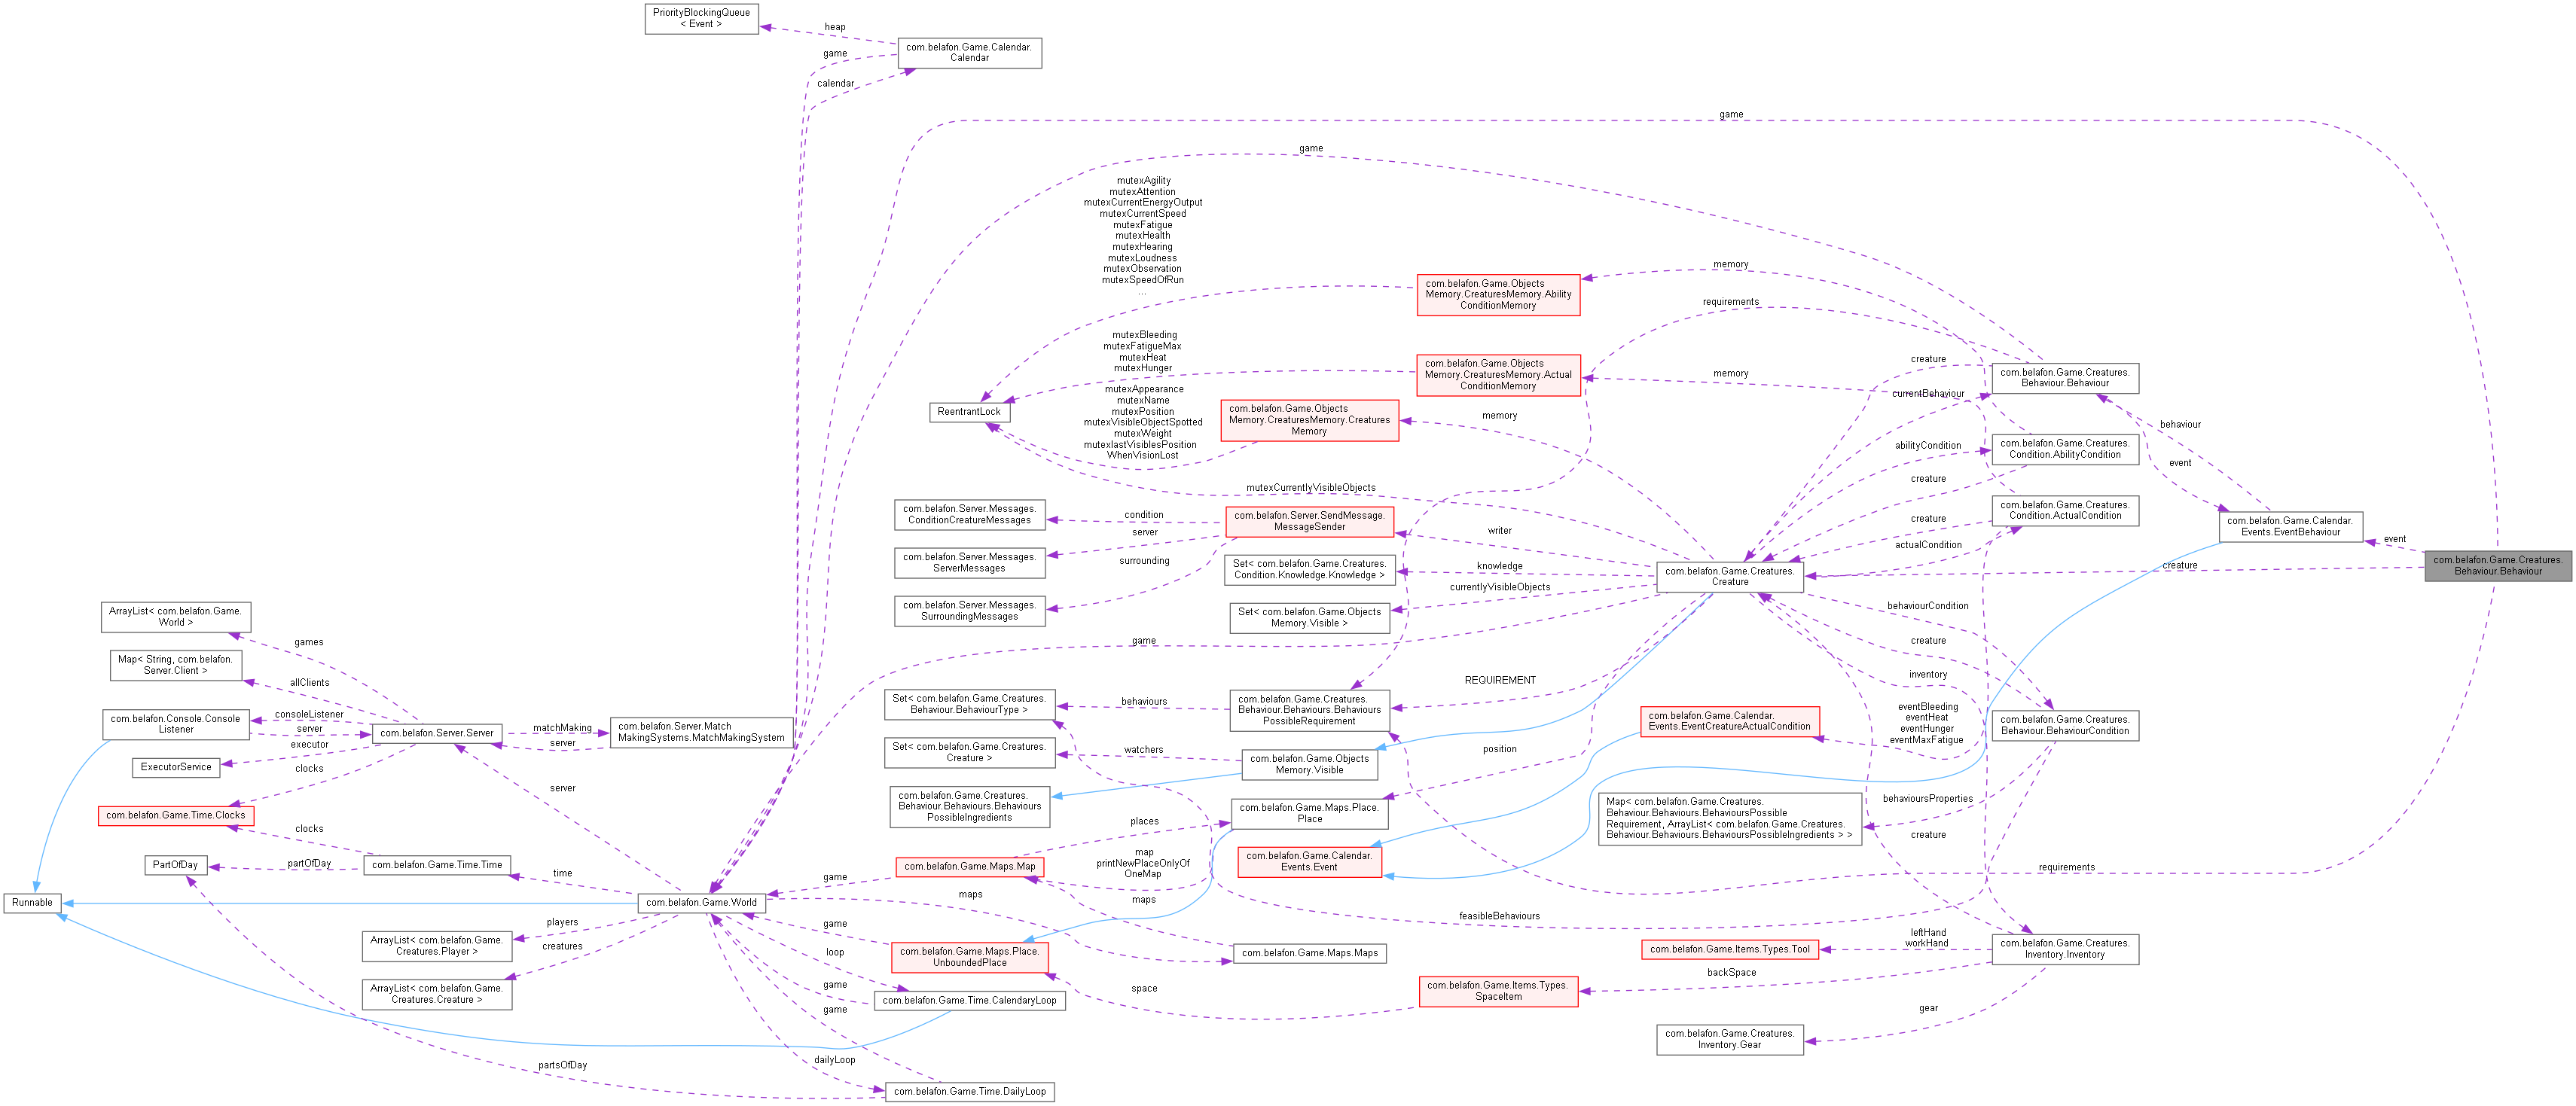 PriorityBlockingQueue
< Event >
heap
com.belafon.Game.Calendar.
Calendar
game
calendar
game
game
mutexAgility
mutexAttention
mutexCurrentEnergyOutput
mutexCurrentSpeed
mutexFatigue
mutexHealth
mutexHearing
mutexLoudness
mutexObservation
mutexSpeedOfRun
...
com.belafon.Game.Objects
Memory.CreaturesMemory.Ability
ConditionMemory
memory
requirements
mutexBleeding
mutexFatigueMax
mutexHeat
mutexHunger
com.belafon.Game.Objects
Memory.CreaturesMemory.Actual
ConditionMemory
memory
creature
com.belafon.Game.Creatures.
Behaviour.Behaviour
currentBehaviour
ReentrantLock
mutexAppearance
mutexName
mutexPosition
mutexVisibleObjectSpotted
mutexWeight
mutexlastVisiblesPosition
WhenVisionLost
com.belafon.Game.Objects
Memory.CreaturesMemory.Creatures
Memory
memory
abilityCondition
com.belafon.Game.Creatures.
Condition.AbilityCondition
behaviour
event
creature
mutexCurrentlyVisibleObjects
com.belafon.Server.Messages.
ConditionCreatureMessages
condition
com.belafon.Server.SendMessage.
MessageSender
writer
creature
com.belafon.Game.Creatures.
Condition.ActualCondition
com.belafon.Game.Calendar.
Events.EventBehaviour
event
actualCondition
com.belafon.Server.Messages.
ServerMessages
server
surrounding
Set< com.belafon.Game.Creatures.
Condition.Knowledge.Knowledge >
knowledge
com.belafon.Game.Creatures.
Creature
creature
com.belafon.Game.Creatures.
Behaviour.Behaviour
currentlyVisibleObjects
com.belafon.Server.Messages.
SurroundingMessages
Set< com.belafon.Game.Objects
Memory.Visible >
behaviourCondition
ArrayList< com.belafon.Game.
World >
games
game
creature
Map< String, com.belafon.
Server.Client >
allClients
REQUIREMENT
inventory
com.belafon.Console.Console
Listener
consoleListener
server
com.belafon.Server.Server
matchMaking
server
com.belafon.Server.Match
MakingSystems.MatchMakingSystem
Set< com.belafon.Game.Creatures.
Behaviour.BehaviourType >
behaviours
com.belafon.Game.Creatures.
Behaviour.Behaviours.Behaviours
PossibleRequirement
com.belafon.Game.Calendar.
Events.EventCreatureActualCondition
eventBleeding
eventHeat
eventHunger
eventMaxFatigue
com.belafon.Game.Creatures.
Behaviour.BehaviourCondition
executor
ExecutorService
clocks
Set< com.belafon.Game.Creatures.
Creature >
watchers
com.belafon.Game.Objects
Memory.Visible
position
server
com.belafon.Game.Creatures.
Behaviour.Behaviours.Behaviours
PossibleIngredients
com.belafon.Game.Maps.Place.
Place
Map< com.belafon.Game.Creatures.
Behaviour.Behaviours.BehavioursPossible
Requirement, ArrayList< com.belafon.Game.Creatures.
Behaviour.Behaviours.BehavioursPossibleIngredients > >
behavioursProperties
com.belafon.Game.Time.Clocks
clocks
places
creature
PartOfDay
partOfDay
com.belafon.Game.Time.Time
time
com.belafon.Game.Maps.Map
map
printNewPlaceOnlyOf
OneMap
com.belafon.Game.Calendar.
Events.Event
requirements
game
maps
maps
Runnable
com.belafon.Game.World
feasibleBehaviours
players
game
ArrayList< com.belafon.Game.
Creatures.Player >
creatures
loop
com.belafon.Game.Maps.Place.
UnboundedPlace
com.belafon.Game.Maps.Maps
com.belafon.Game.Items.Types.Tool
leftHand
workHand
com.belafon.Game.Creatures.
Inventory.Inventory
backSpace
ArrayList< com.belafon.Game.
Creatures.Creature >
game
com.belafon.Game.Time.CalendaryLoop
space
com.belafon.Game.Items.Types.
SpaceItem
game
gear
com.belafon.Game.Creatures.
Inventory.Gear
partsOfDay
dailyLoop
com.belafon.Game.Time.DailyLoop